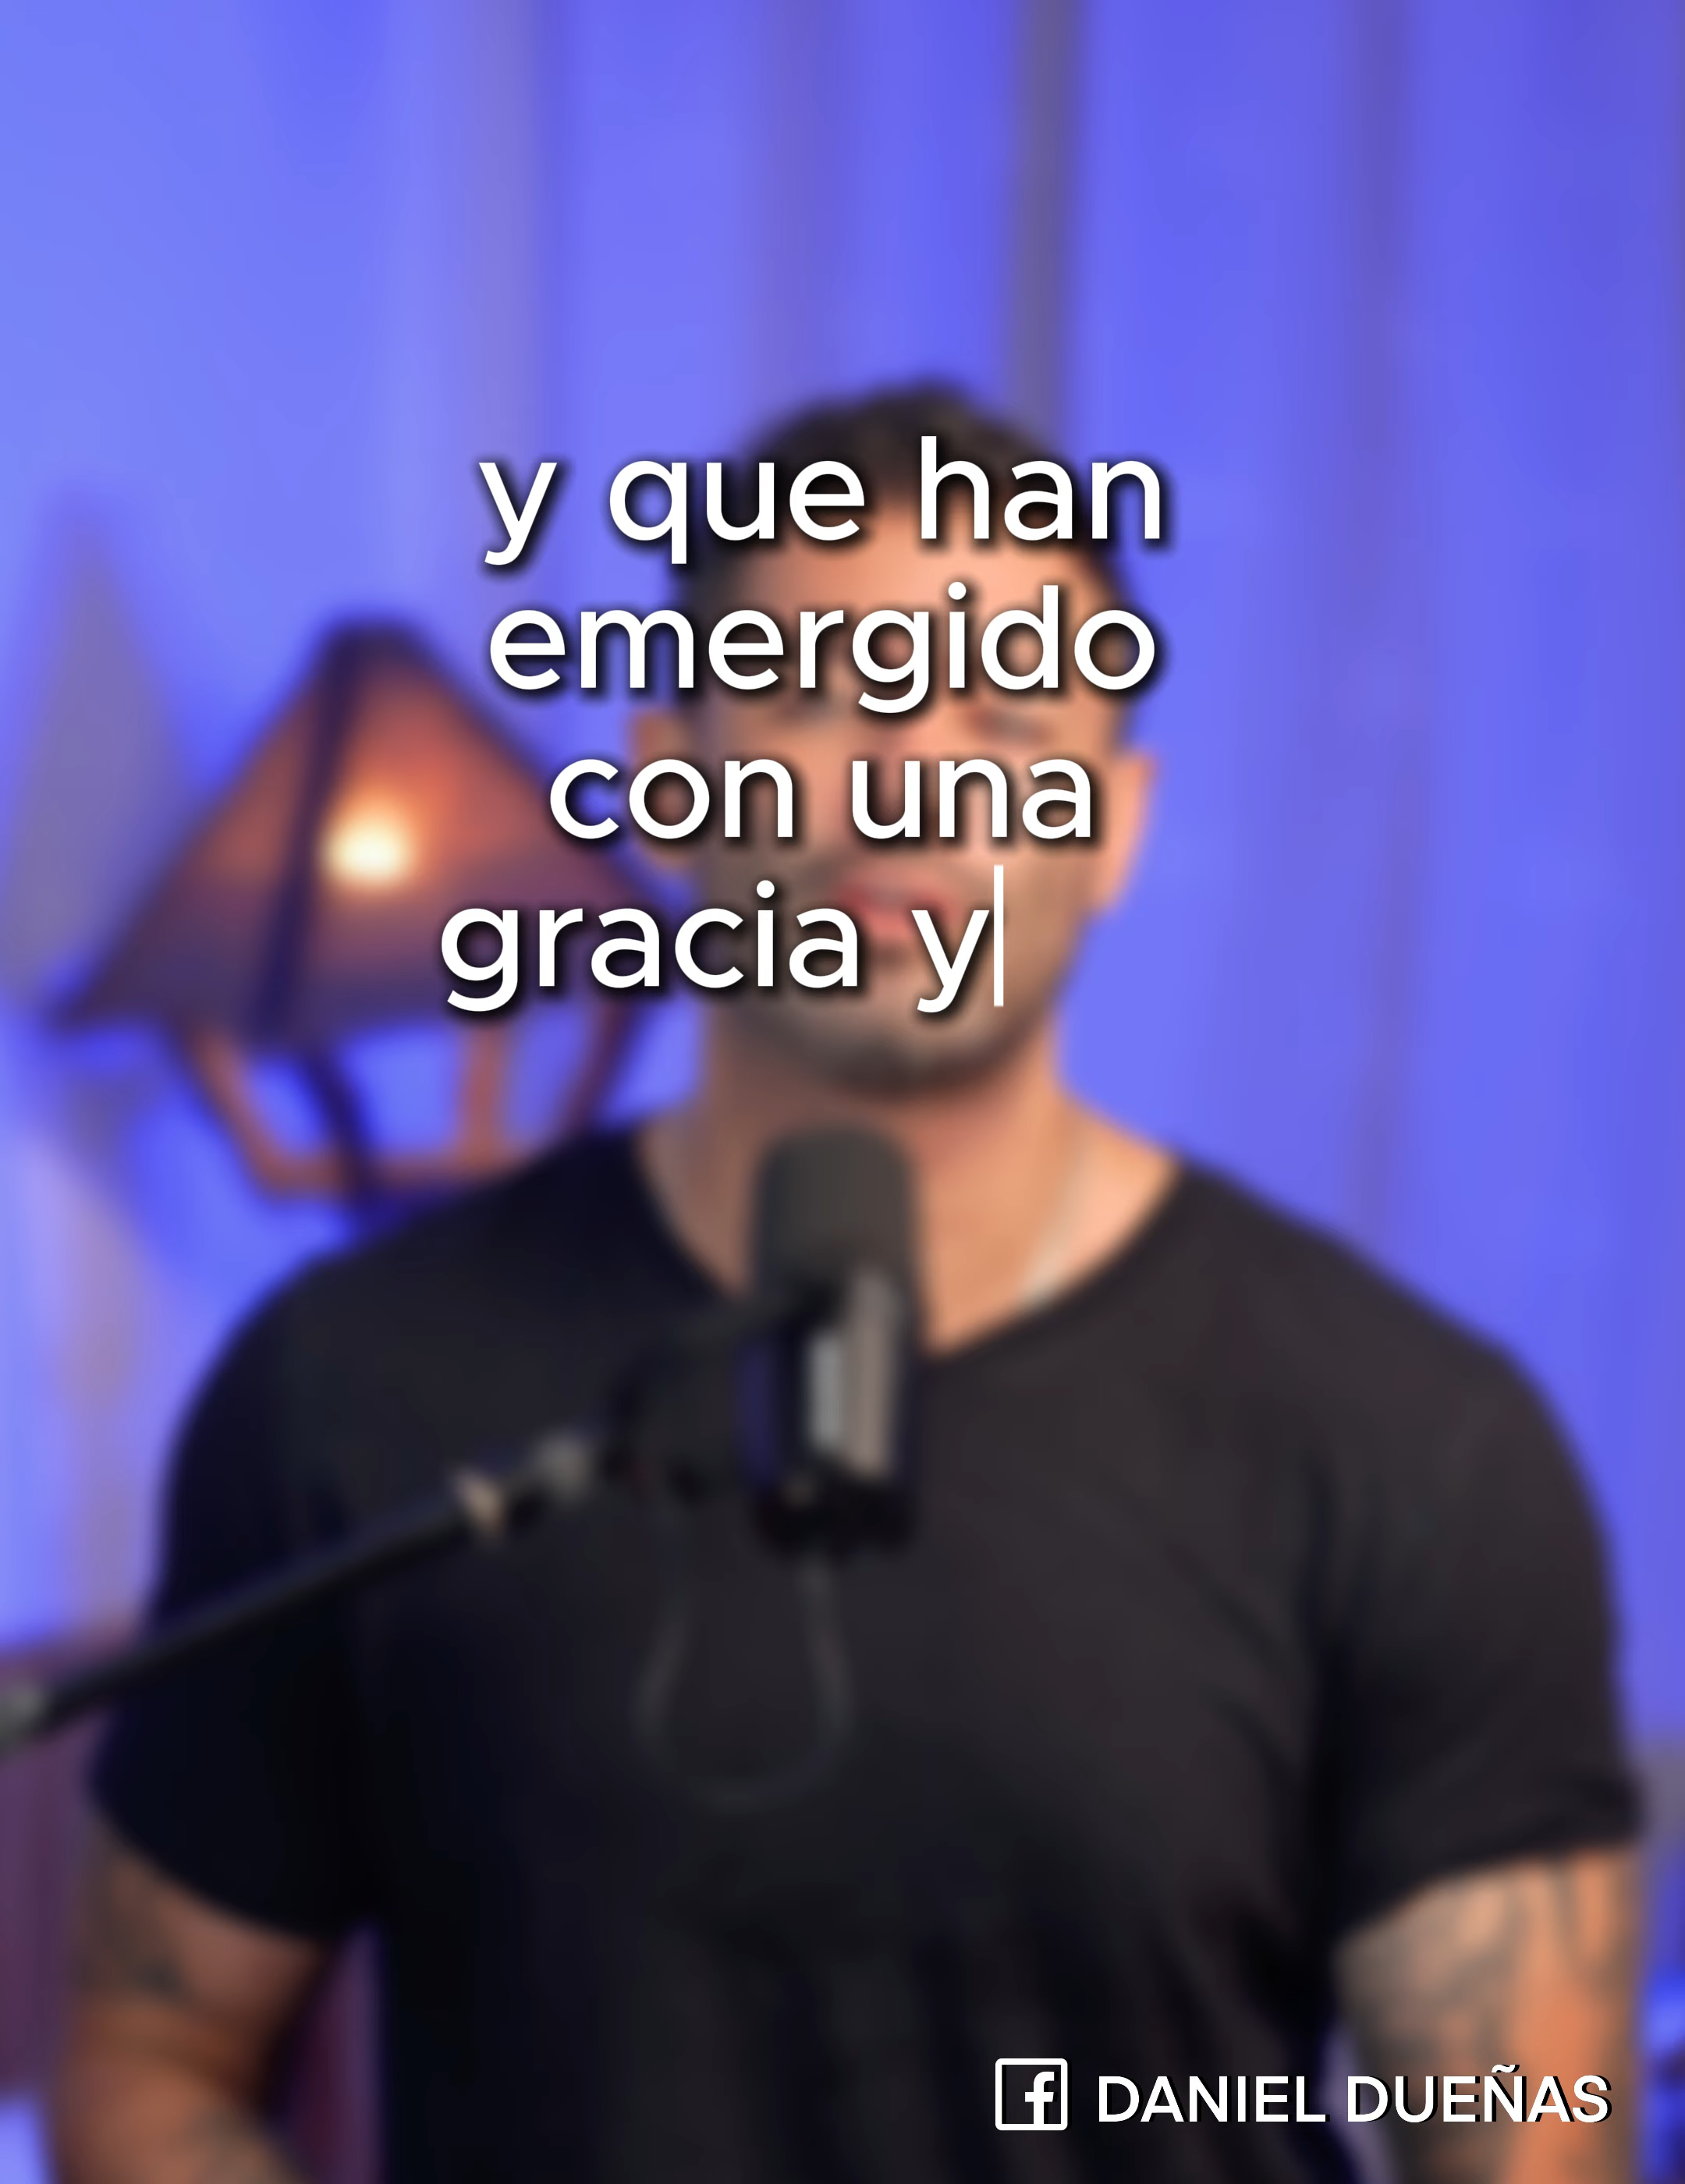 y que han
emergido
con una
gracia y
DANIEL DUEÑAS